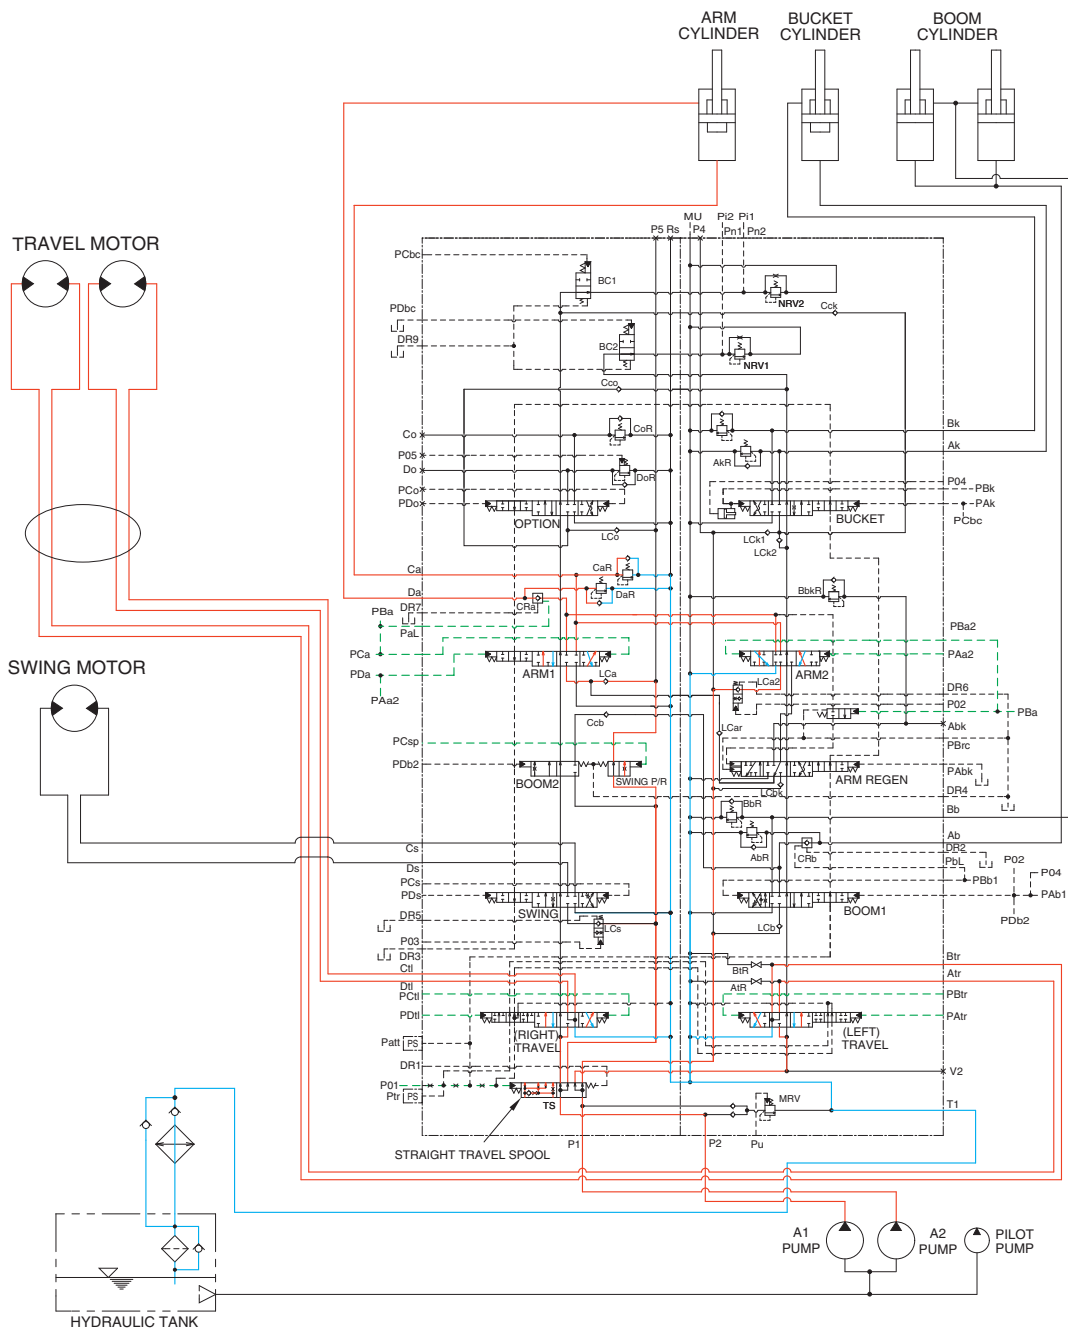 ARM
CYLINDER
BUCKET
CYLINDER
BOOM
CYLINDER
TRAVEL MOTOR
SWING MOTOR
MU
Pi2
Pi1
P5
Rs
P4
Pn1
Pn2
PCbc
BC1
NRV2
Cck
PDbc
DR9
BC2
NRV1
Cco
Co
CoR
Bk
P05
Ak
Do
DoR
AkR
PCo
P04
PBk
PDo
PAk
OPTION
BUCKET
PCbc
LCo
LCk1
LCk2
Ca
CaR
Da
DaR
BbkR
CRa
DR7
PBa
PaL
PBa2
PCa
PAa2
PDa
ARM1
ARM2
PAa2
LCa
LCa2
DR6
P02
PBa
Ccb
LCar
Abk
PCsp
PBrc
PDb2
PAbk
BOOM2
SWING P/R
ARM REGEN
LCbk
DR4
BbR
Bb
AbR
Ab
Cs
CRb
DR2
Ds
PbL
P02
PCs
PBb1
P04
PDs
PAb1
SWING
BOOM1
DR5
LCs
LCb
PDb2
P03
DR3
Ctl
BtR
Btr
Dtl
AtR
Atr
PCtl
PBtr
PDtl
PAtr
(RIGHT)
TRAVEL
(LEFT)
TRAVEL
Patt
PS
DR1
V2
P01
Ptr
PS
TS
MRV
T1
STRAIGHT TRAVEL SPOOL
P1
P2
Pu
A1
PUMP
A2
PUMP
PILOT
PUMP
HYDRAULIC TANK